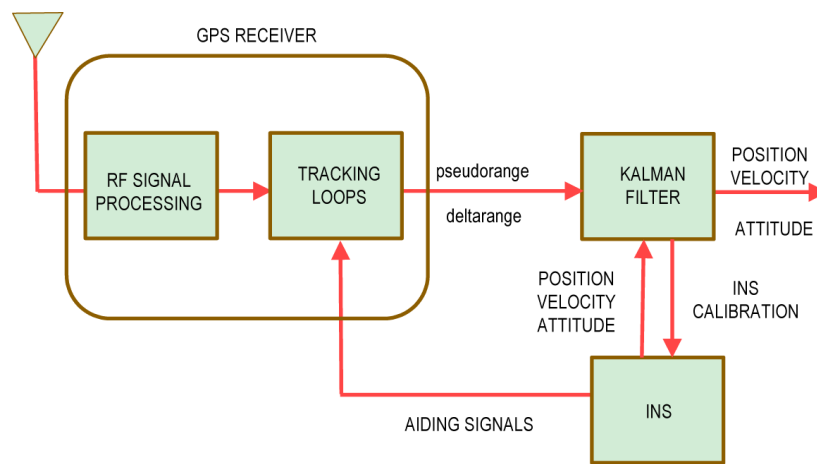 GPS RECEIVER
RF SIGNAL
PROCESSING
TRACKING
LOOPS
pseudorange
deltarange
KALMAN
FILTER
POSITION
VELOCITY
ATTITUDE
POSITION
VELOCITY
ATTITUDE
INS
CALIBRATION
AIDING SIGNALS
INS